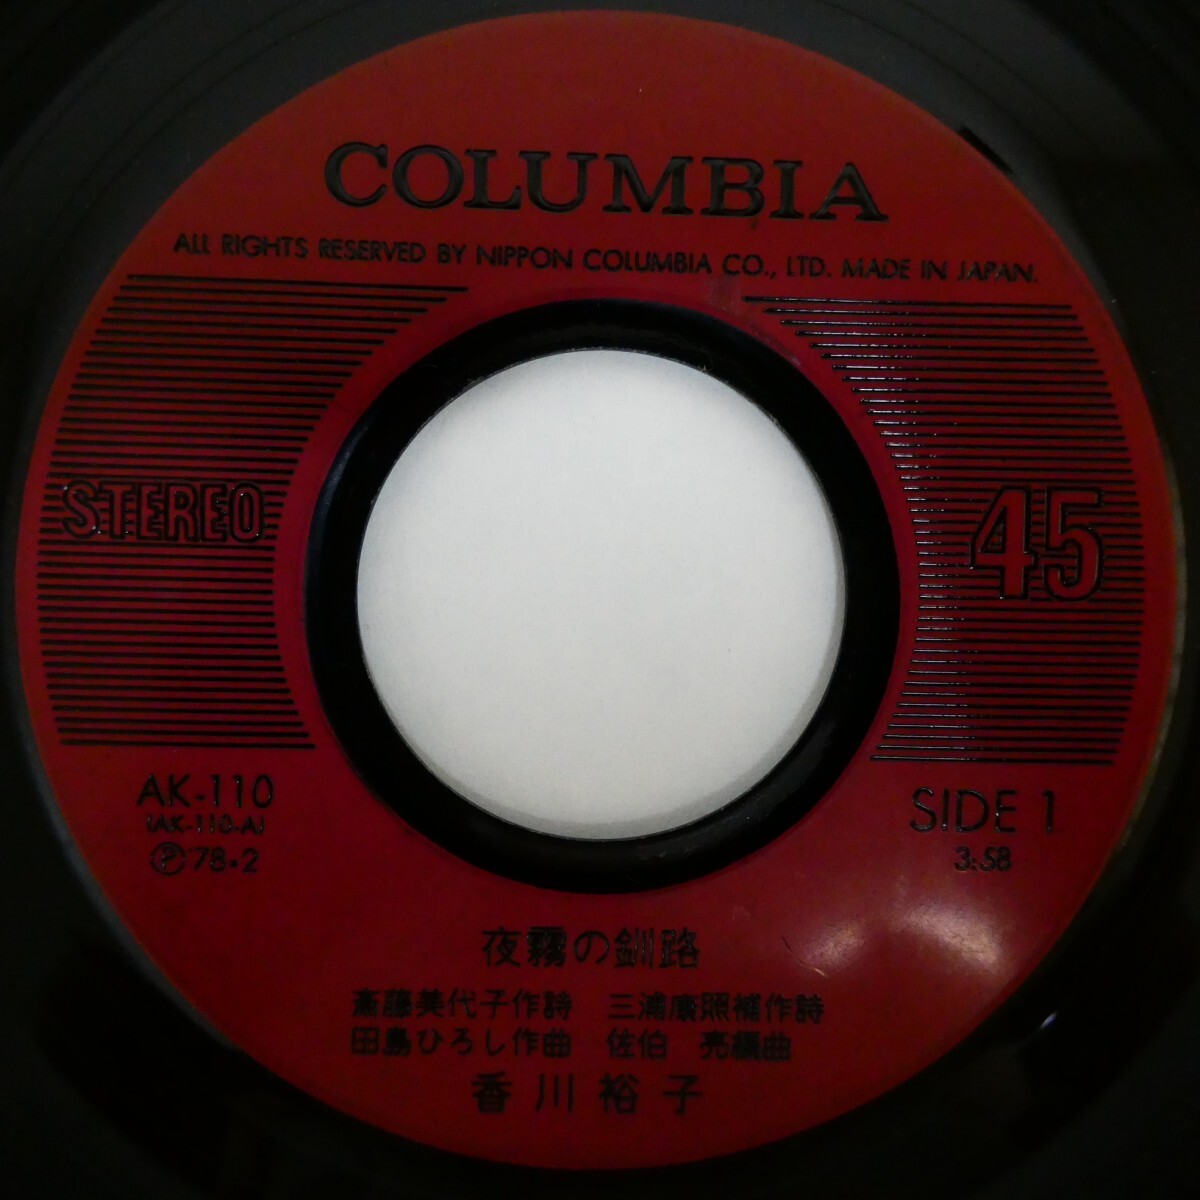 COLUMBIA
ALL RIGHTS RESERVED BY NIPPON COLUMBIA CO., LTD. MADE IN JAPAN.
STEREO
45
AK-110
(AK-110-A)
Ⓟ'78・2
SIDE 1
3:58
夜霧の釧路
斎藤美代子作詩　三浦康照補作詩
田島ひろし作曲　佐伯　亮編曲
香川裕子